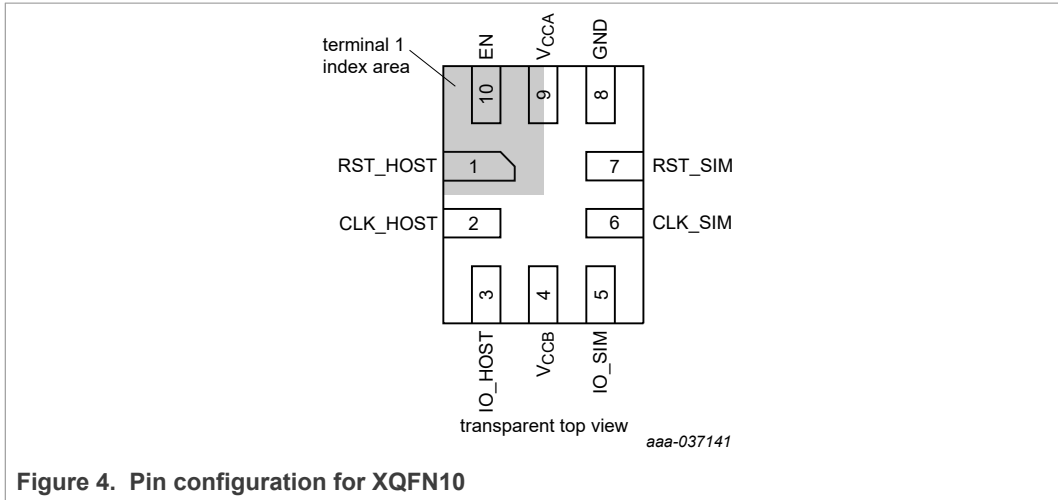 terminal 1
index area
EN
VCCA
GND
10
9
8
RST_HOST
1
7
RST_SIM
CLK_HOST
2
6
CLK_SIM
3
4
5
IO_HOST
VCCB
IO_SIM
transparent top view
aaa-037141
Figure 4. Pin configuration for XQFN10